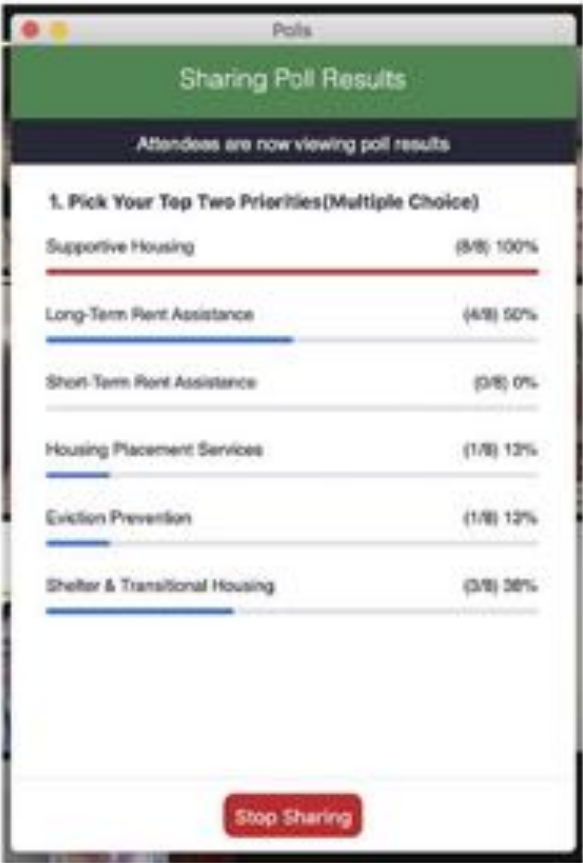 Polls
Sharing Poll Results
Attendees are now viewing poll results
1. Pick Your Top Two Priorities(Multiple Choice)
Supportive Housing (8/8) 100%
Long-Term Rent Assistance (4/8) 50%
Short-Term Rent Assistance (0/8) 0%
Housing Placement Services (1/8) 13%
Eviction Prevention (1/8) 13%
Shelter & Transitional Housing (3/8) 38%
Stop Sharing